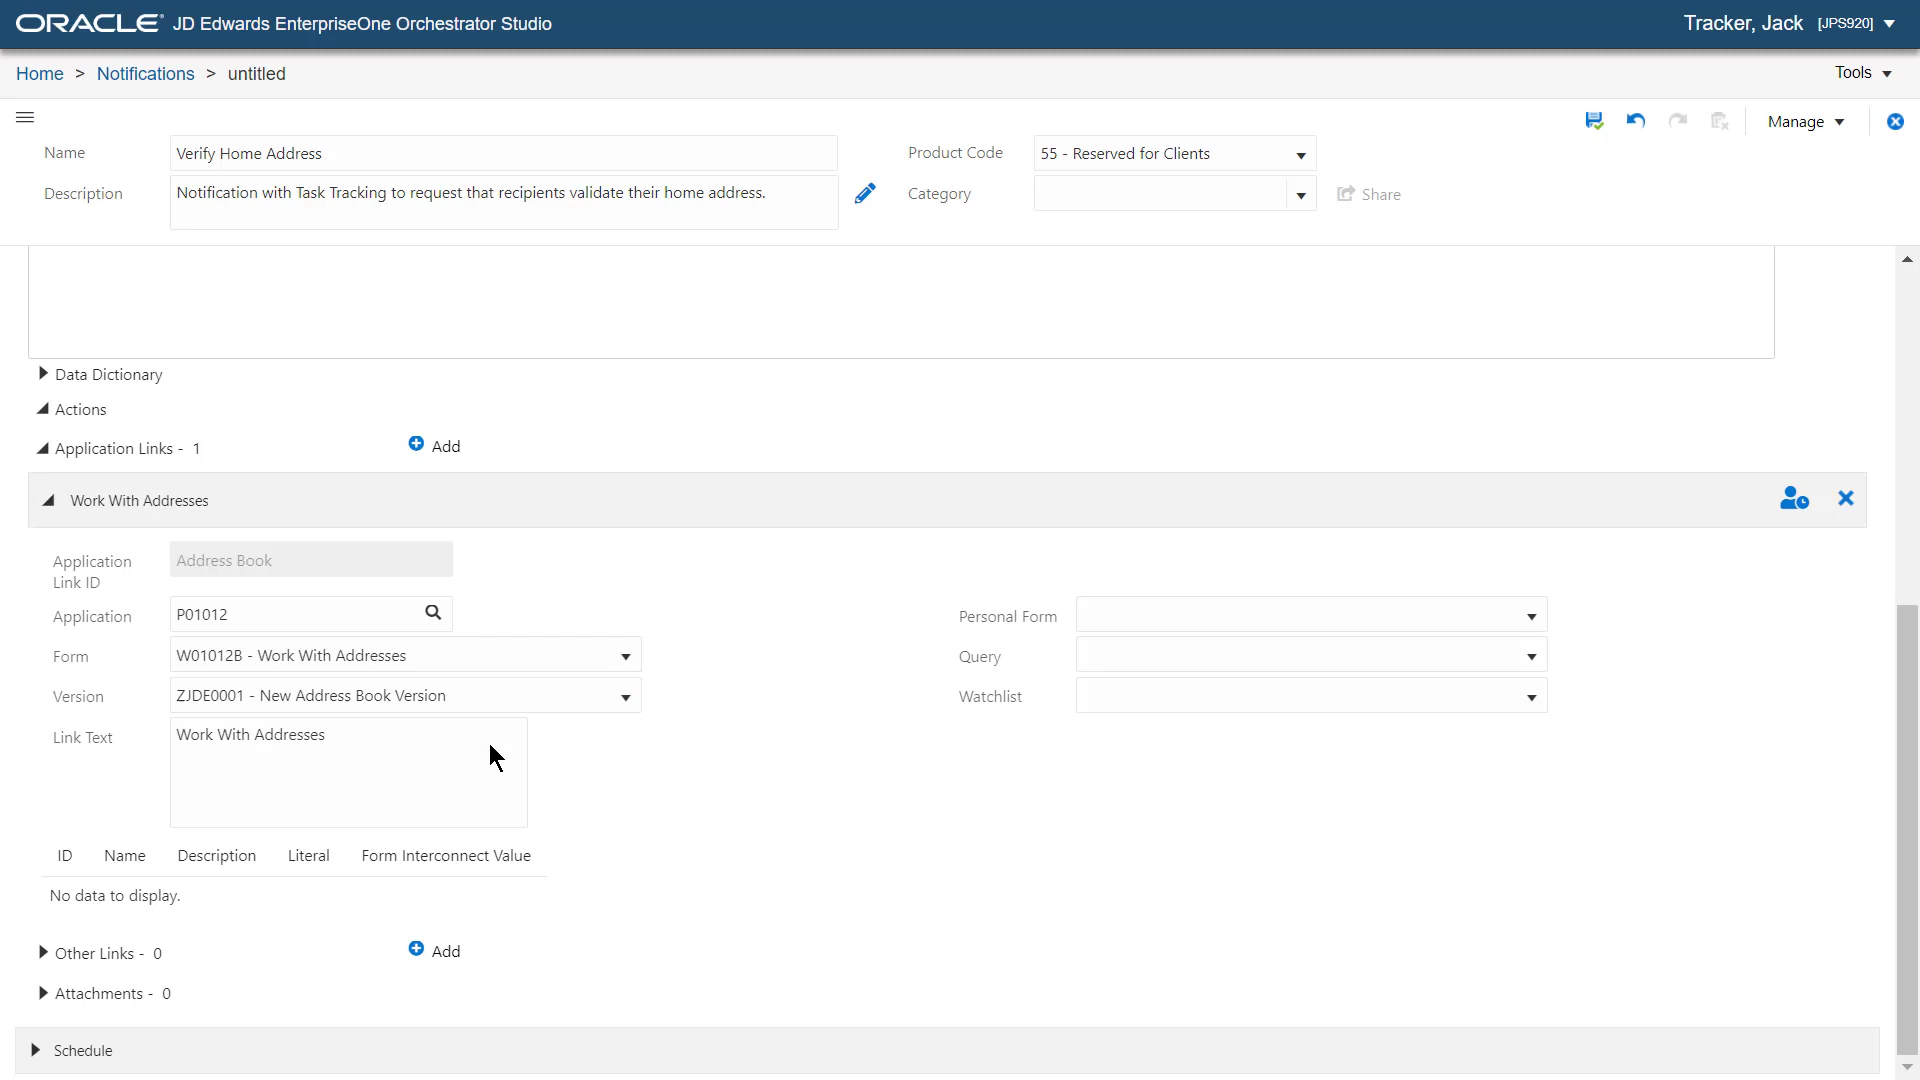 ORACLE® JD Edwards EnterpriseOne Orchestrator Studio
Tracker, Jack [JPS920]
Home > Notifications > untitled
Tools
Manage
Name Verify Home Address
Product Code 55 - Reserved for Clients
Description Notification with Task Tracking to request that recipients validate their home address.
Category
Share
Data Dictionary
Actions
Application Links - 1 Add
Work With Addresses
Application Link ID Address Book
Application P01012
Personal Form
Form W01012B - Work With Addresses
Query
Version ZJDE0001 - New Address Book Version
Watchlist
Link Text Work With Addresses
ID Name Description Literal Form Interconnect Value
No data to display.
Other Links - 0 Add
Attachments - 0
Schedule